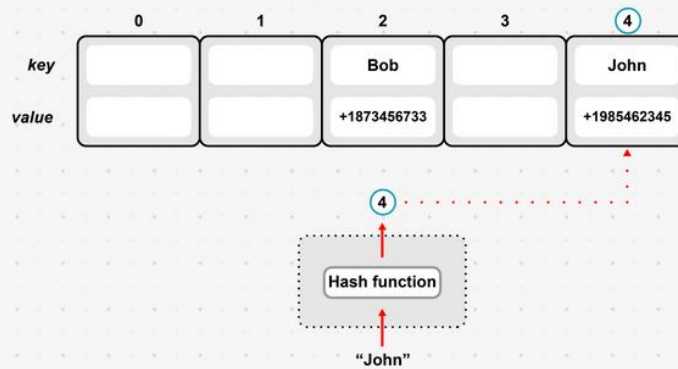 0 1 2 3 4
key Bob John
value +1873456733 +1985462345
4
Hash function
“John”